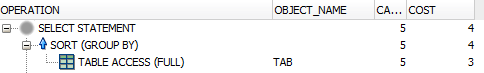 OPERATION OBJECT_NAME CA... COST
SELECT STATEMENT 5 4
SORT (GROUP BY) 5 4
TABLE ACCESS (FULL) TAB 5 3